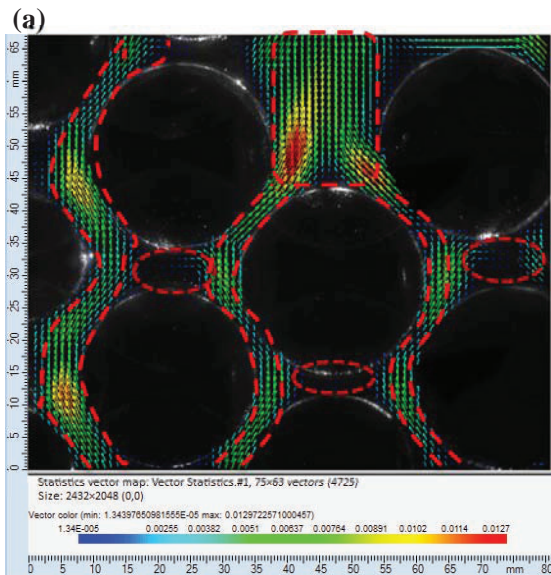 (a)
65
mm
55
50
45
40
35
30
25
20
15
10
5
0
Statistics vector map: Vector Statistics.#1, 75×63 vectors (4725)
Size: 2432×2048 (0,0)
Vector color (min: 1.34397650981555E-05 max: 0.0129722571000457)
1.34E-005 0.00255 0.00382 0.0051 0.00637 0.00764 0.00891 0.0102 0.0114 0.0127
0 5 10 15 20 25 30 35 40 45 50 55 60 65 70 mm 80